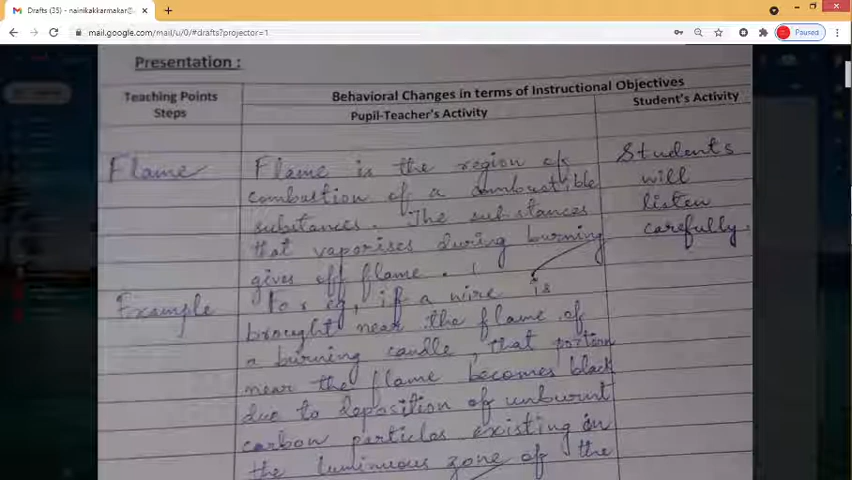 Drafts (35) - nainikakkarmakar@
mail.google.com/mail/u/0/#drafts?projector=1
Paused
Presentation :
Teaching Points
Steps
Behavioral Changes in terms of Instructional Objectives
Pupil-Teacher's Activity
Student's Activity
Flame
Flame is the region of
combustion of a combustible
substances. The substances
that vaporises during burning
gives off flame.
Students
will
listen
carefully.
Example
For eg, if a wire is
brought near the flame of
a burning candle, that portion
near the flame becomes black
due to deposition of unburnt
carbon particles existing in
the luminous zone of the